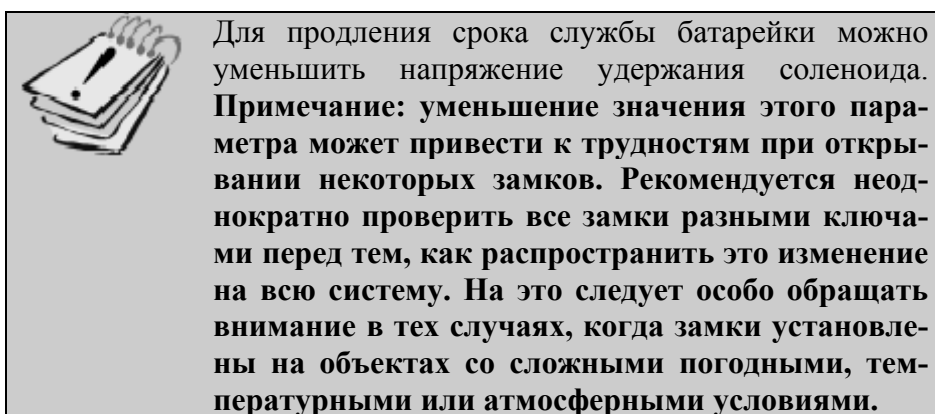 Для продления срока службы батарейки можно
уменьшить напряжение удержания соленоида.
Примечание: уменьшение значения этого пара-
метра может привести к трудностям при откры-
вании некоторых замков. Рекомендуется неод-
нократно проверить все замки разными ключа-
ми перед тем, как распространить это изменение
на всю систему. На это следует особо обращать
внимание в тех случаях, когда замки установле-
ны на объектах со сложными погодными, тем-
пературными или атмосферными условиями.